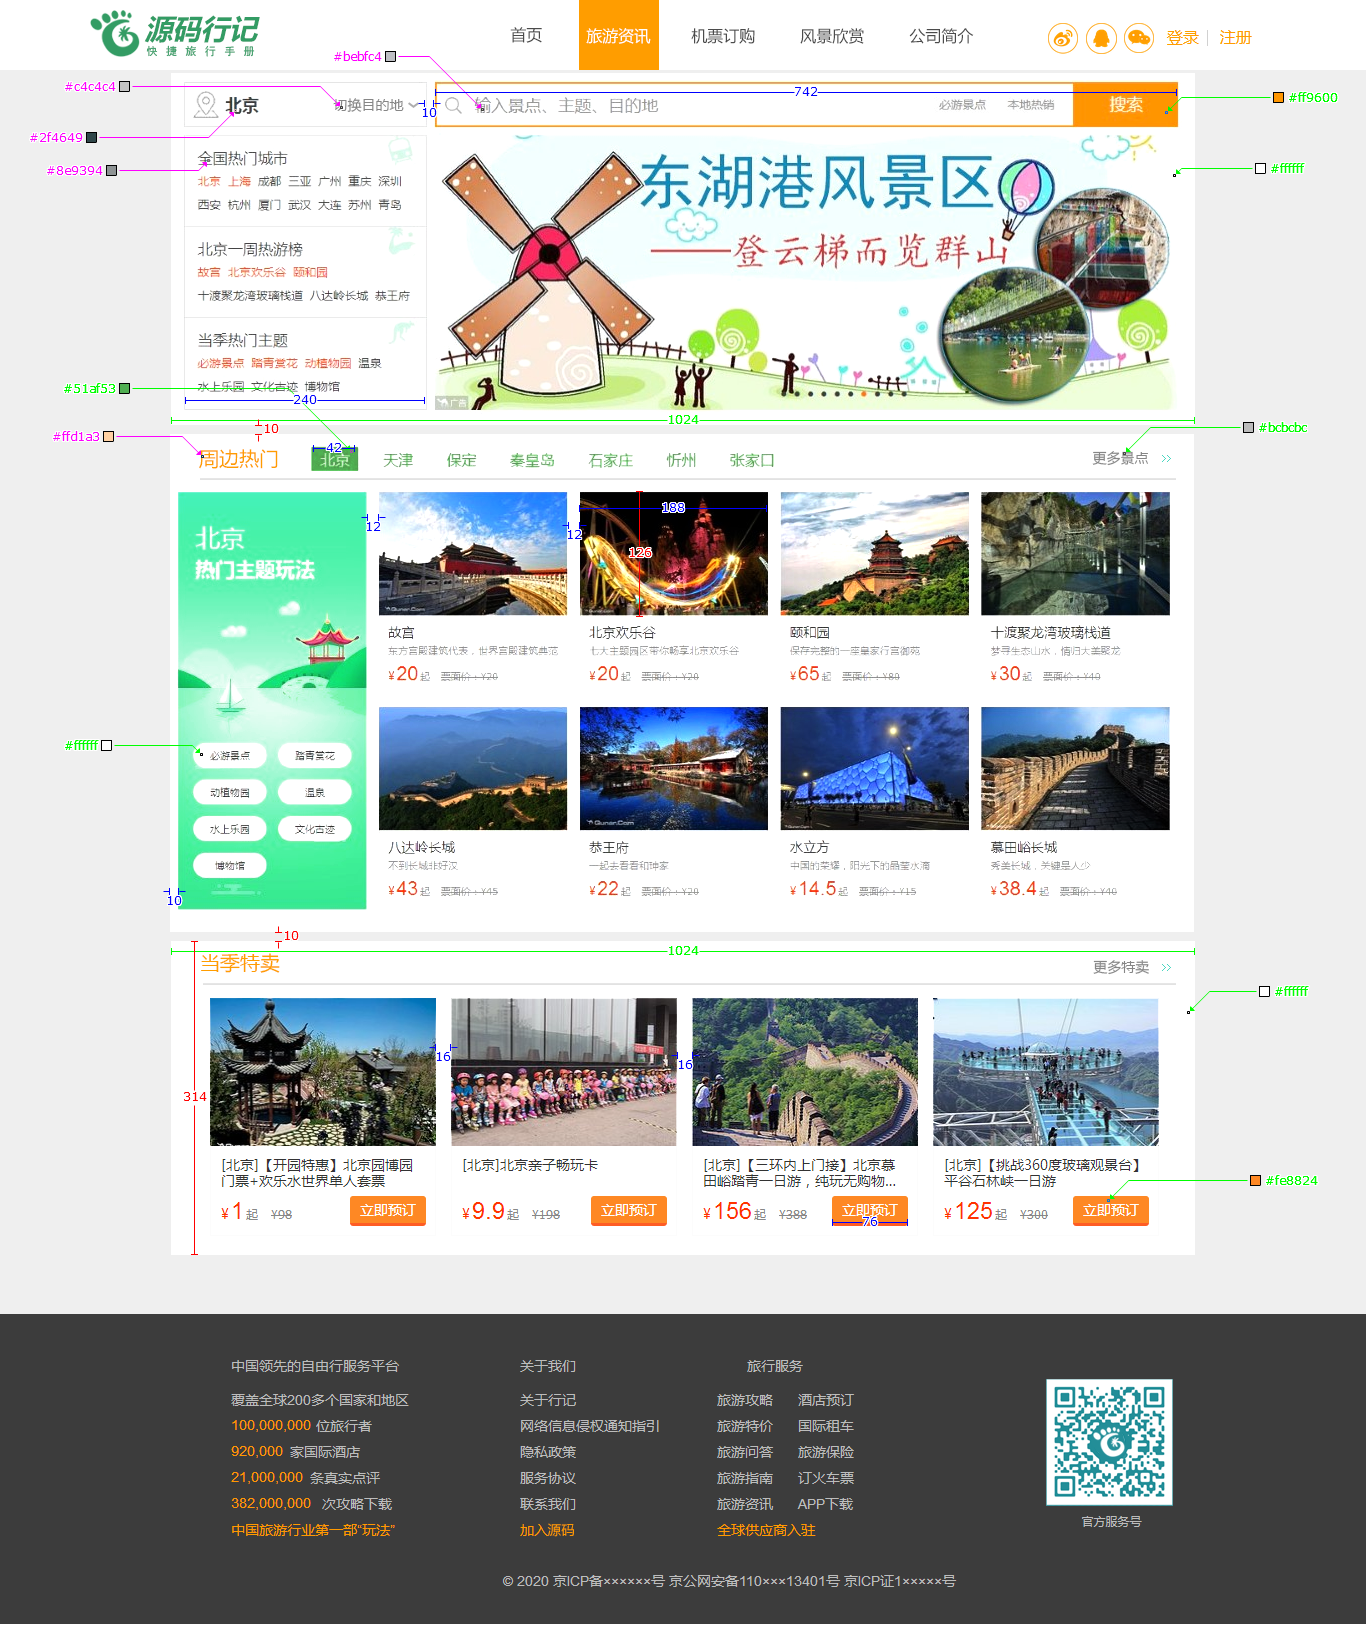 源码行记
快捷旅行手册
首页 旅游资讯 机票订购 风景欣赏 公司简介
登录 | 注册
#bebfc4
#c4c4c4
北京 切换目的地
10
输入景点、主题、目的地 742 必游景点 本地热销 搜索
#ff9600
#2f4649
#8e9394
#ffffff
全国热门城市
北京 上海 成都 三亚 广州 重庆 深圳
西安 杭州 厦门 武汉 大连 苏州 青岛
北京一周热游榜
故宫 北京欢乐谷 颐和园
十渡聚龙湾玻璃栈道 八达岭长城 恭王府
当季热门主题
必游景点 踏青赏花 动植物园 温泉
水上乐园 文化古迹 博物馆
240
#51af53
东湖港风景区
——登云梯而览群山
广告
1024
10
#ffd1a3
#bcbcbc
周边热门 42 北京 天津 保定 秦皇岛 石家庄 忻州 张家口 更多景点
北京
热门主题玩法
12
12
188
126
Qunar.Com
故宫
东方宫殿建筑代表，世界宫殿建筑典范
¥20起 票面价：¥20
北京欢乐谷
七大主题园区带你畅享北京欢乐谷
¥20起 票面价：¥20
颐和园
保存完整的一座皇家行宫御苑
¥65起 票面价：¥80
十渡聚龙湾玻璃栈道
梦寻生态山水，情归大美聚龙
¥30起 票面价：¥40
#ffffff
必游景点 踏青赏花
动植物园 温泉
水上乐园 文化古迹
博物馆
10
八达岭长城
不到长城非好汉
¥43起 票面价：¥45
恭王府
一起去看看和珅家
¥22起 票面价：¥20
水立方
中国的荣耀，阳光下的晶莹水滴
¥14.5起 票面价：¥15
慕田峪长城
秀美长城，关键是人少
¥38.4起 票面价：¥40
10
1024
当季特卖 更多特卖
#ffffff
16
16
314
[北京]【开园特惠】北京园博园
门票+欢乐水世界单人套票
¥1起 ¥98 立即预订
[北京]北京亲子畅玩卡
¥9.9起 ¥198 立即预订
[北京]【三环内上门接】北京慕
田峪踏青一日游，纯玩无购物...
¥156起 ¥388 立即预订
76
[北京]【挑战360度玻璃观景台】
平谷石林峡一日游
¥125起 ¥300 立即预订
#fe8824
中国领先的自由行服务平台 关于我们 旅行服务
覆盖全球200多个国家和地区 关于行记 旅游攻略 酒店预订
100,000,000 位旅行者 网络信息侵权通知指引 旅游特价 国际租车
920,000 家国际酒店 隐私政策 旅游问答 旅游保险
21,000,000 条真实点评 服务协议 旅游指南 订火车票
382,000,000 次攻略下载 联系我们 旅游资讯 APP下载
中国旅游行业第一部“玩法” 加入源码 全球供应商入驻
官方服务号
© 2020 京ICP备××××××号 京公网安备110×××13401号 京ICP证1×××××号